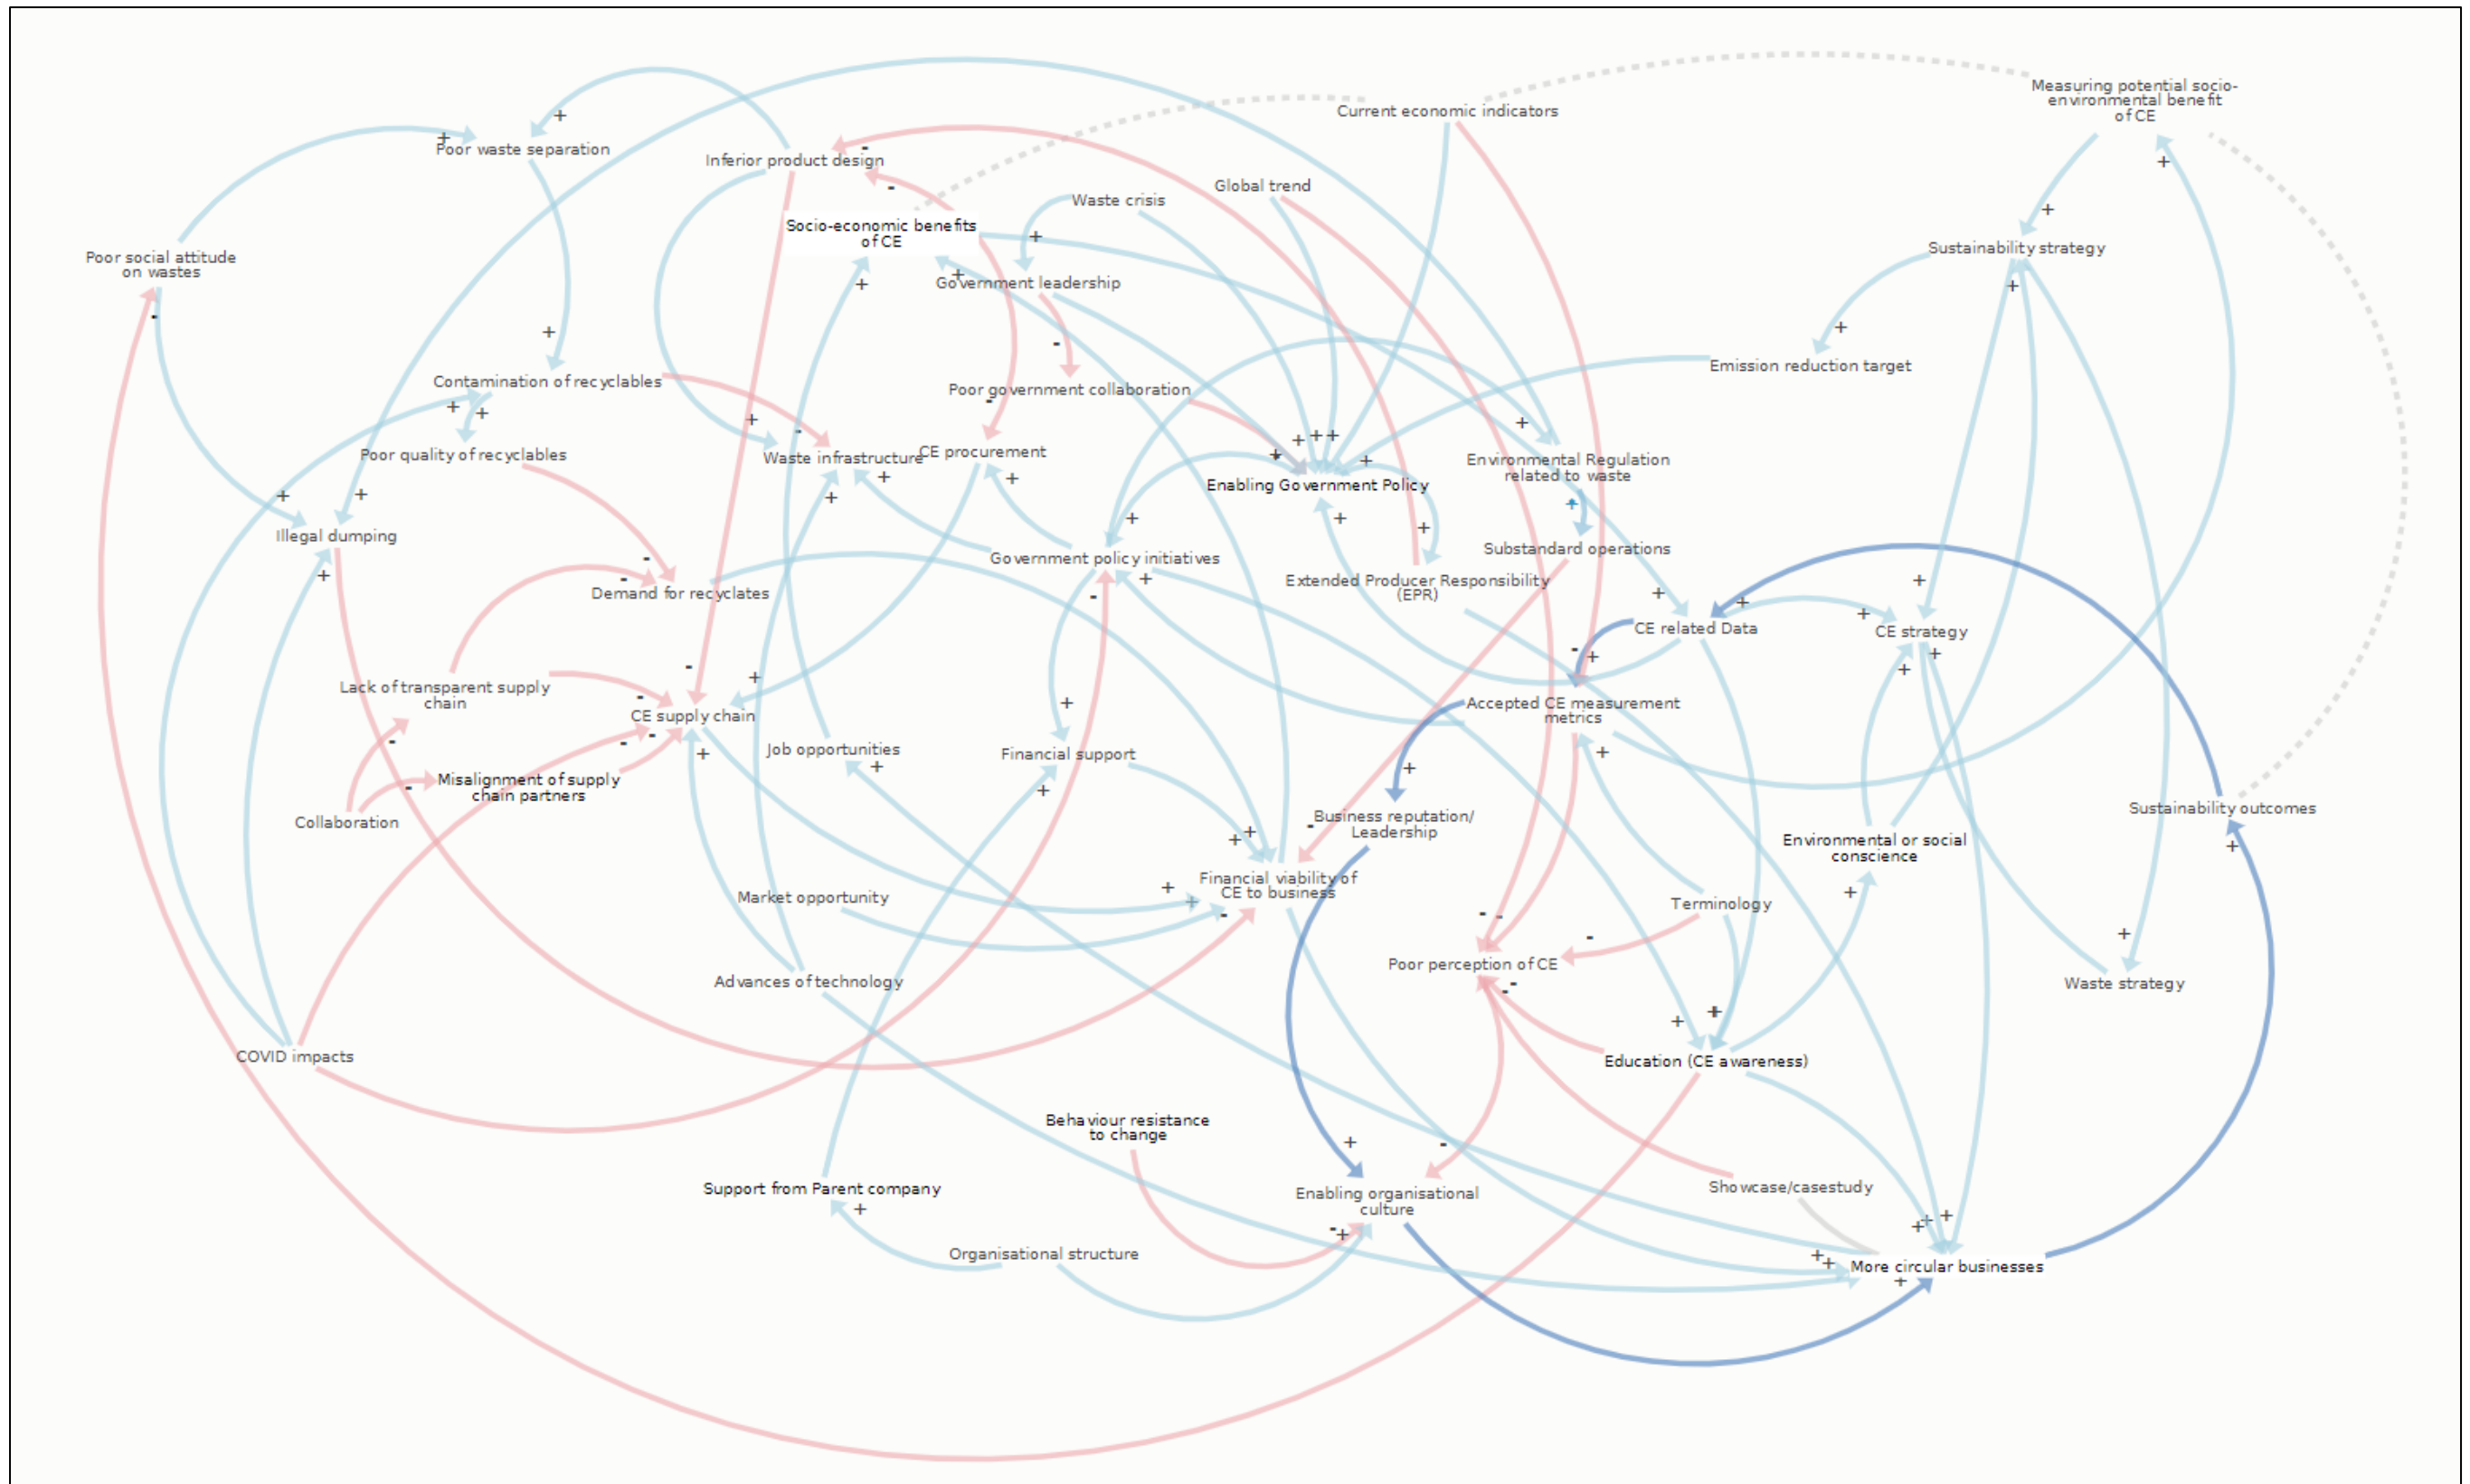 Current economic indicators
Measuring potential socio-
environmental benefit
of CE
Poor waste separation
Inferior product design
Global trend
Waste crisis
Socio-economic benefits
of CE
Sustainability strategy
Poor social attitude
on wastes
Government leadership
Emission reduction target
Contamination of recyclables
Poor government collaboration
Poor quality of recyclables
Waste infrastructure
CE procurement
Environmental Regulation
related to waste
Enabling Government Policy
Illegal dumping
Government policy initiatives
Substandard operations
Extended Producer Responsibility
(EPR)
Demand for recyclates
CE related Data
CE strategy
Lack of transparent supply
chain
CE supply chain
Accepted CE measurement
metrics
Job opportunities
Financial support
Misalignment of supply
chain partners
Collaboration
Business reputation/
Leadership
Sustainability outcomes
Environmental or social
conscience
Financial viability of
CE to business
Market opportunity
Terminology
Poor perception of CE
Advances of technology
Waste strategy
COVID impacts
Education (CE awareness)
Behaviour resistance
to change
Support from Parent company
Enabling organisational
culture
Showcase/casestudy
Organisational structure
More circular businesses